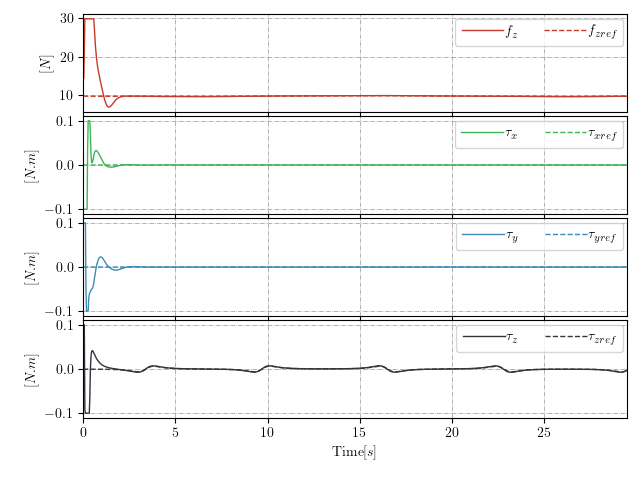 30
20
10
[N]
f_z
f_zref
0.1
0.0
−0.1
[N.m]
τ_x
τ_xref
0.1
0.0
−0.1
[N.m]
τ_y
τ_yref
0.1
0.0
−0.1
[N.m]
τ_z
τ_zref
0 5 10 15 20 25
Time[s]